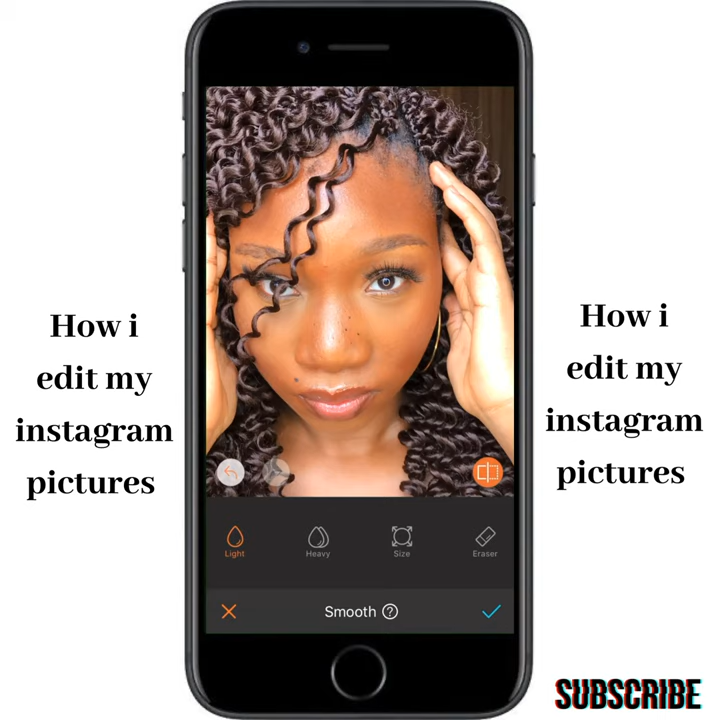 How i
edit my
instagram
pictures
How i
edit my
instagram
pictures
Light
Heavy
Size
Eraser
Smooth ?
SUBSCRIBE